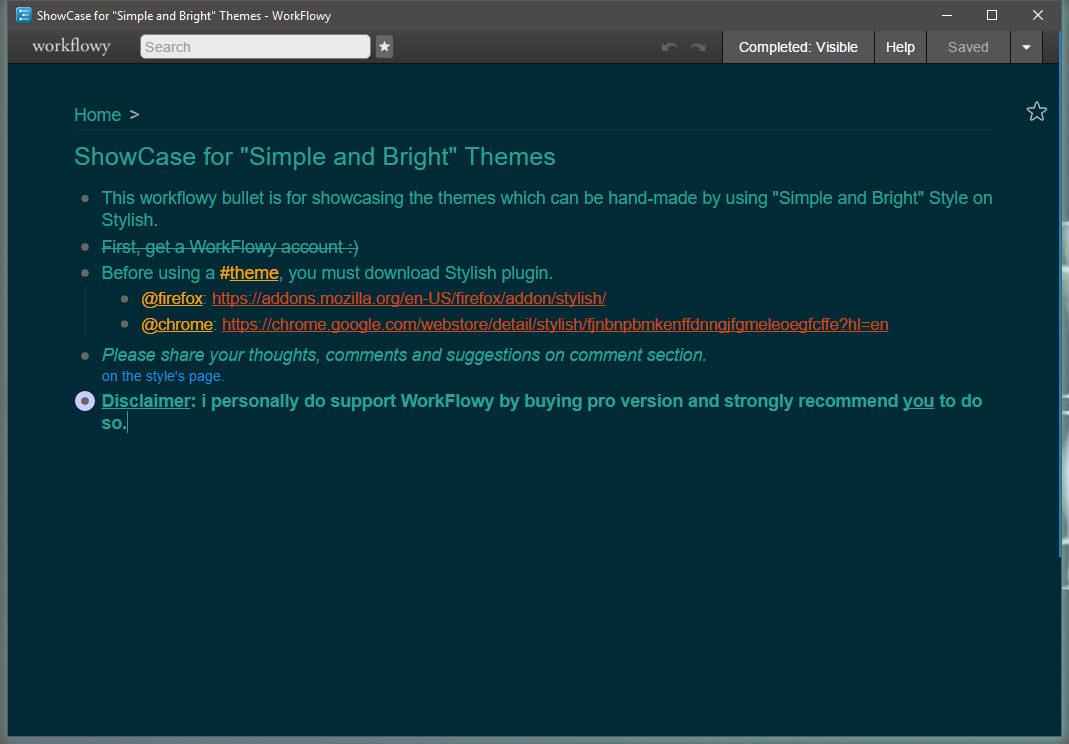 ShowCase for "Simple and Bright" Themes - WorkFlowy
workflowy
Search
Completed: Visible
Help
Saved
Home >
ShowCase for "Simple and Bright" Themes
This workflowy bullet is for showcasing the themes which can be hand-made by using "Simple and Bright" Style on
Stylish.
First, get a WorkFlowy account :)
Before using a #theme, you must download Stylish plugin.
@firefox: https://addons.mozilla.org/en-US/firefox/addon/stylish/
@chrome: https://chrome.google.com/webstore/detail/stylish/fjnbnpbmkenffdnngjfgmeleoegfcffe?hl=en
Please share your thoughts, comments and suggestions on comment section.
on the style's page.
Disclaimer: i personally do support WorkFlowy by buying pro version and strongly recommend you to do
so.